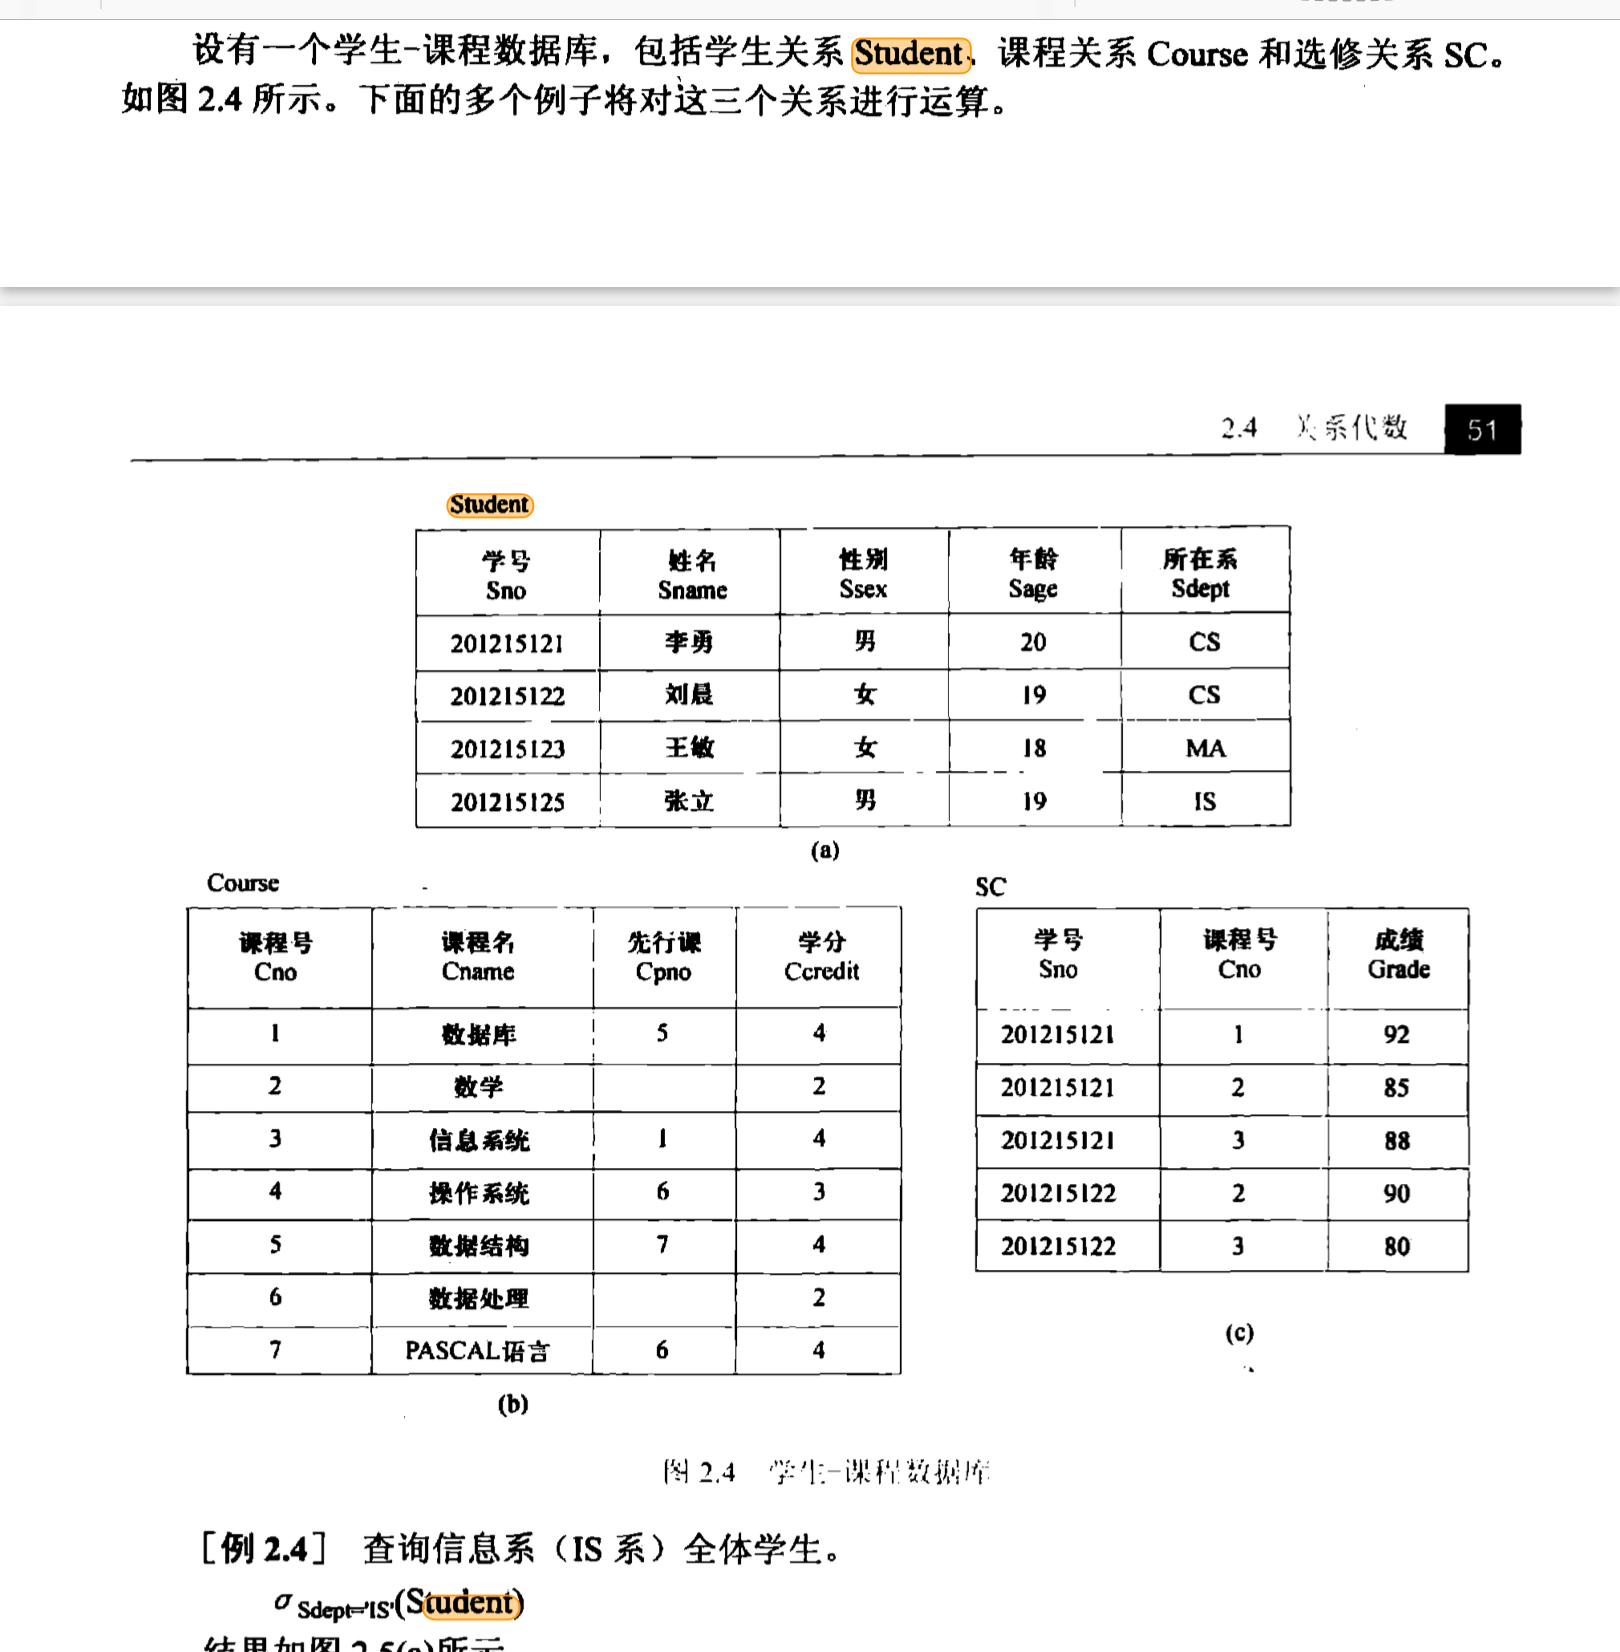 设有一个学生-课程数据库，包括学生关系 Student、课程关系 Course 和选修关系 SC。
如图 2.4 所示。下面的多个例子将对这三个关系进行运算。
2.4 关系代数 51
Student
学号 姓名 性别 年龄 所在系
Sno Sname Ssex Sage Sdept
201215121 李勇 男 20 CS
201215122 刘晨 女 19 CS
201215123 王敏 女 18 MA
201215125 张立 男 19 IS
(a)
Course
课程号 课程名 先行课 学分
Cno Cname Cpno Ccredit
1 数据库 5 4
2 数学 2
3 信息系统 1 4
4 操作系统 6 3
5 数据结构 7 4
6 数据处理 2
7 PASCAL语言 6 4
(b)
SC
学号 课程号 成绩
Sno Cno Grade
201215121 1 92
201215121 2 85
201215121 3 88
201215122 2 90
201215122 3 80
(c)
图 2.4 学生-课程数据库
［例 2.4］ 查询信息系（IS 系）全体学生。
σ Sdept='IS'(Student)
结果如图 2.5(a)所示